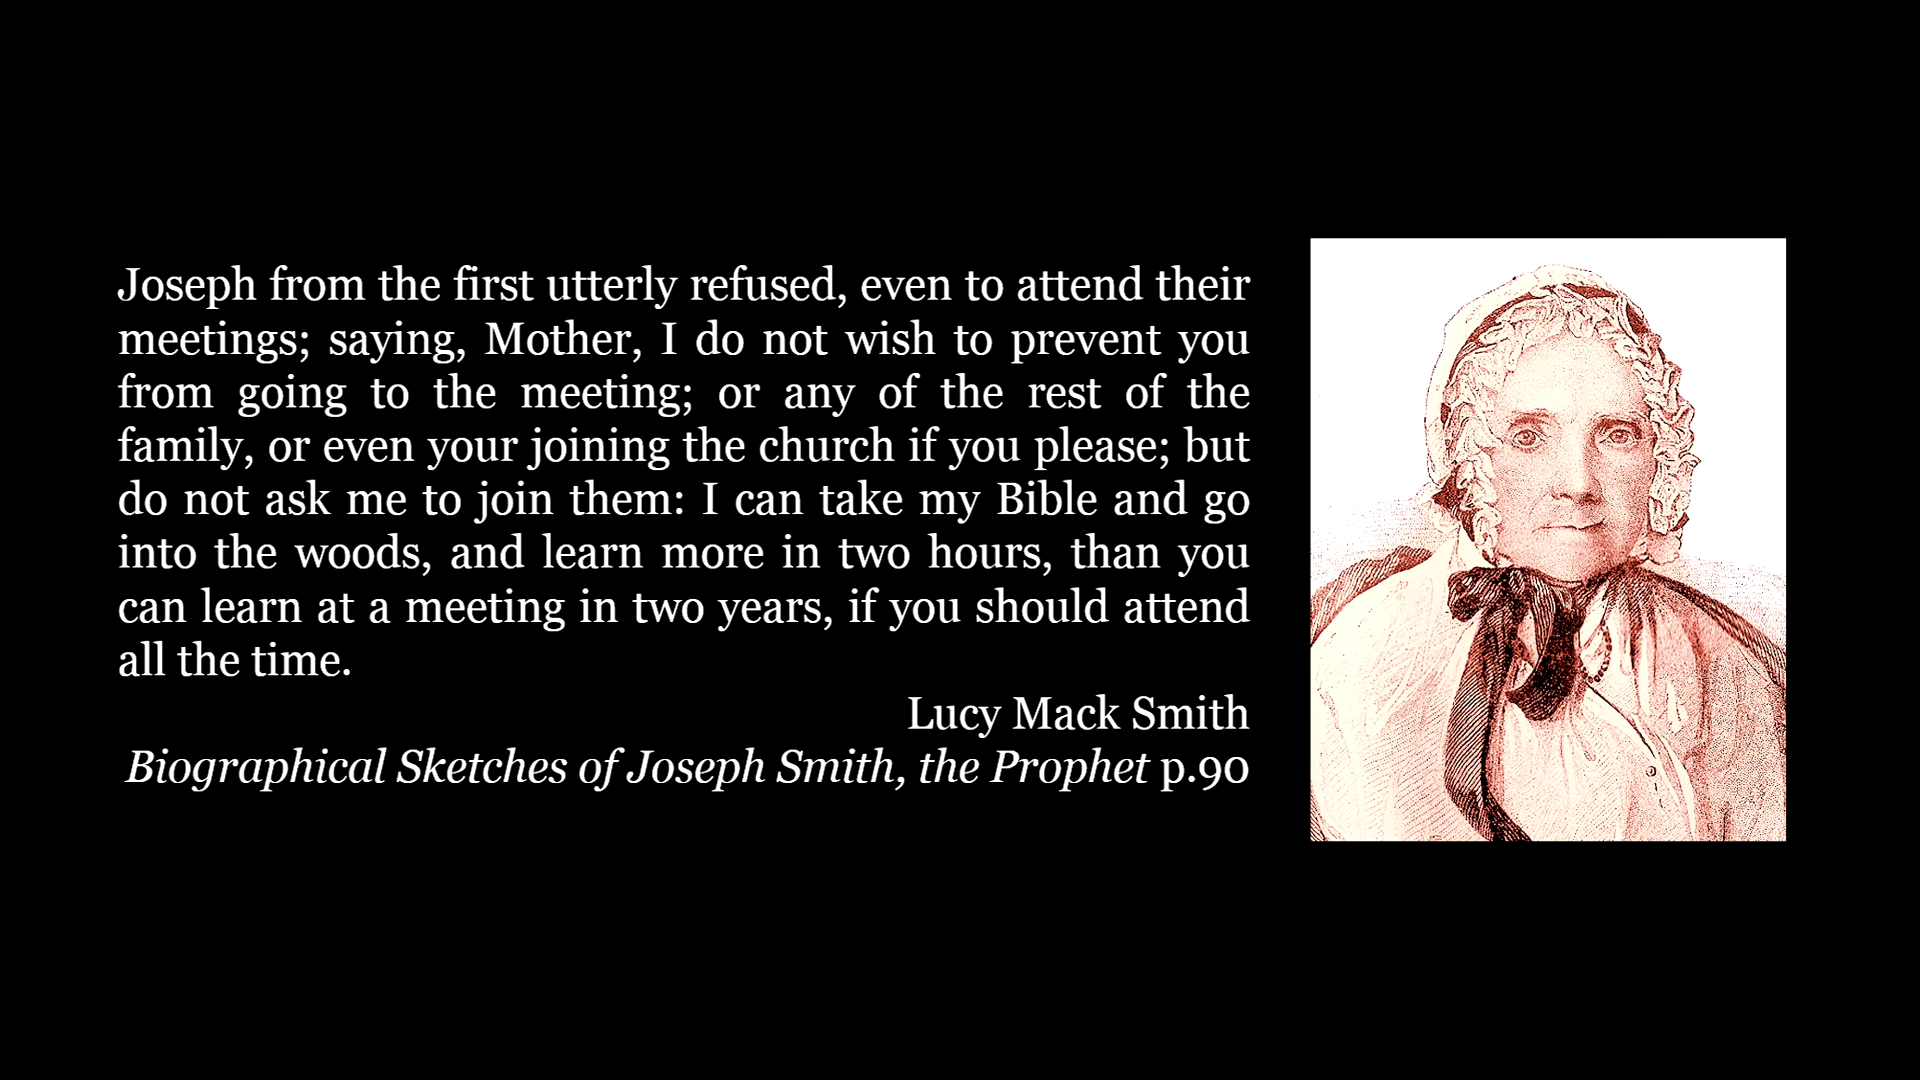 Joseph from the first utterly refused, even to attend their
meetings; saying, Mother, I do not wish to prevent you
from going to the meeting; or any of the rest of the
family, or even your joining the church if you please; but
do not ask me to join them: I can take my Bible and go
into the woods, and learn more in two hours, than you
can learn at a meeting in two years, if you should attend
all the time.
Lucy Mack Smith
Biographical Sketches of Joseph Smith, the Prophet p.90